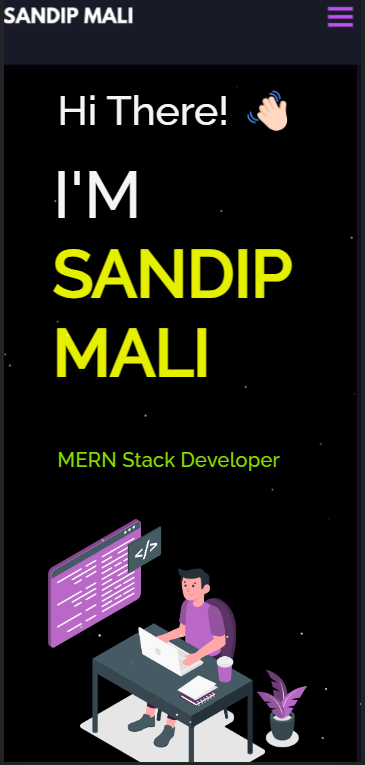 SANDIP MALI
Hi There! 👋🏻
I'M
SANDIP
MALI
MERN Stack Developer
</>